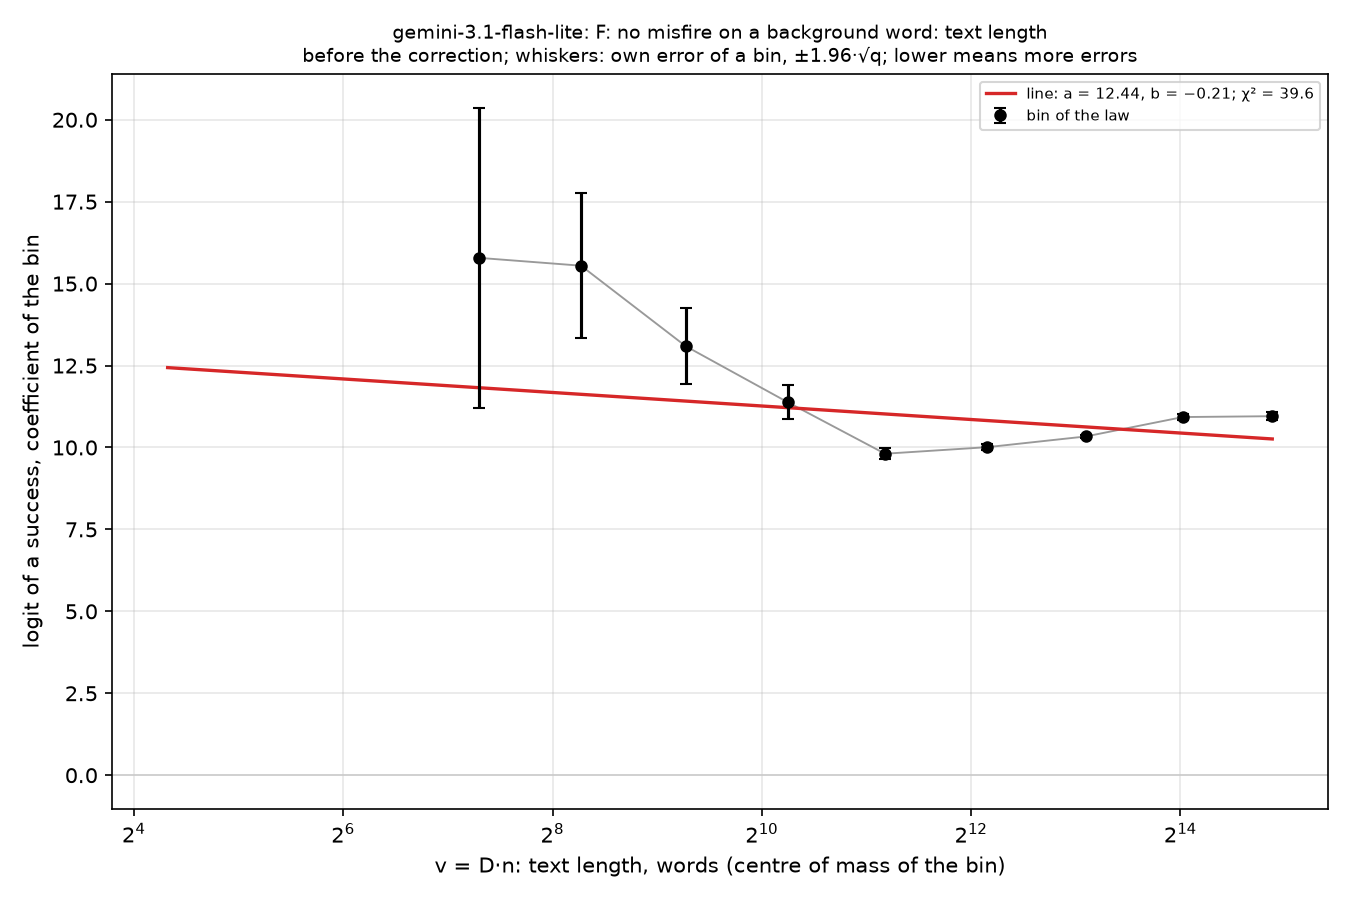 gemini-3.1-flash-lite: F: no misfire on a background word: text length
before the correction; whiskers: own error of a bin, ±1.96·√q; lower means more errors
line: a = 12.44, b = −0.21; χ² = 39.6
bin of the law
20.0
17.5
15.0
12.5
10.0
7.5
5.0
2.5
0.0
logit of a success, coefficient of the bin
2⁴ 2⁶ 2⁸ 2¹⁰ 2¹² 2¹⁴
v = D·n: text length, words (centre of mass of the bin)